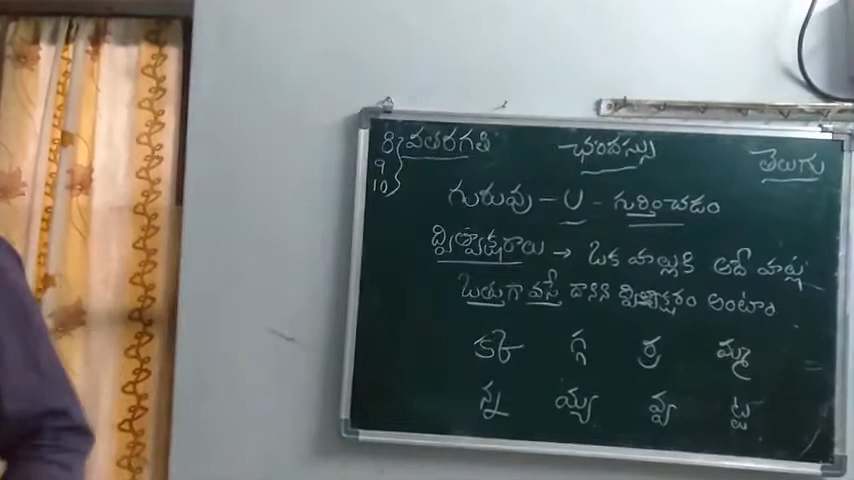 8 వ తరగతి ఛందస్సు తెలుగు
9
10
గురువు - U - గుర్తించడం
ద్విత్వాక్షరాలు → ఒక హల్లుకి అదే హల్లు
ఒత్తుగా వస్తే దానిని ద్విత్వాక్షరం అంటాం
క్క గ్గ ర్ర మ్మ
న్న య్య వ్వ ట్ట